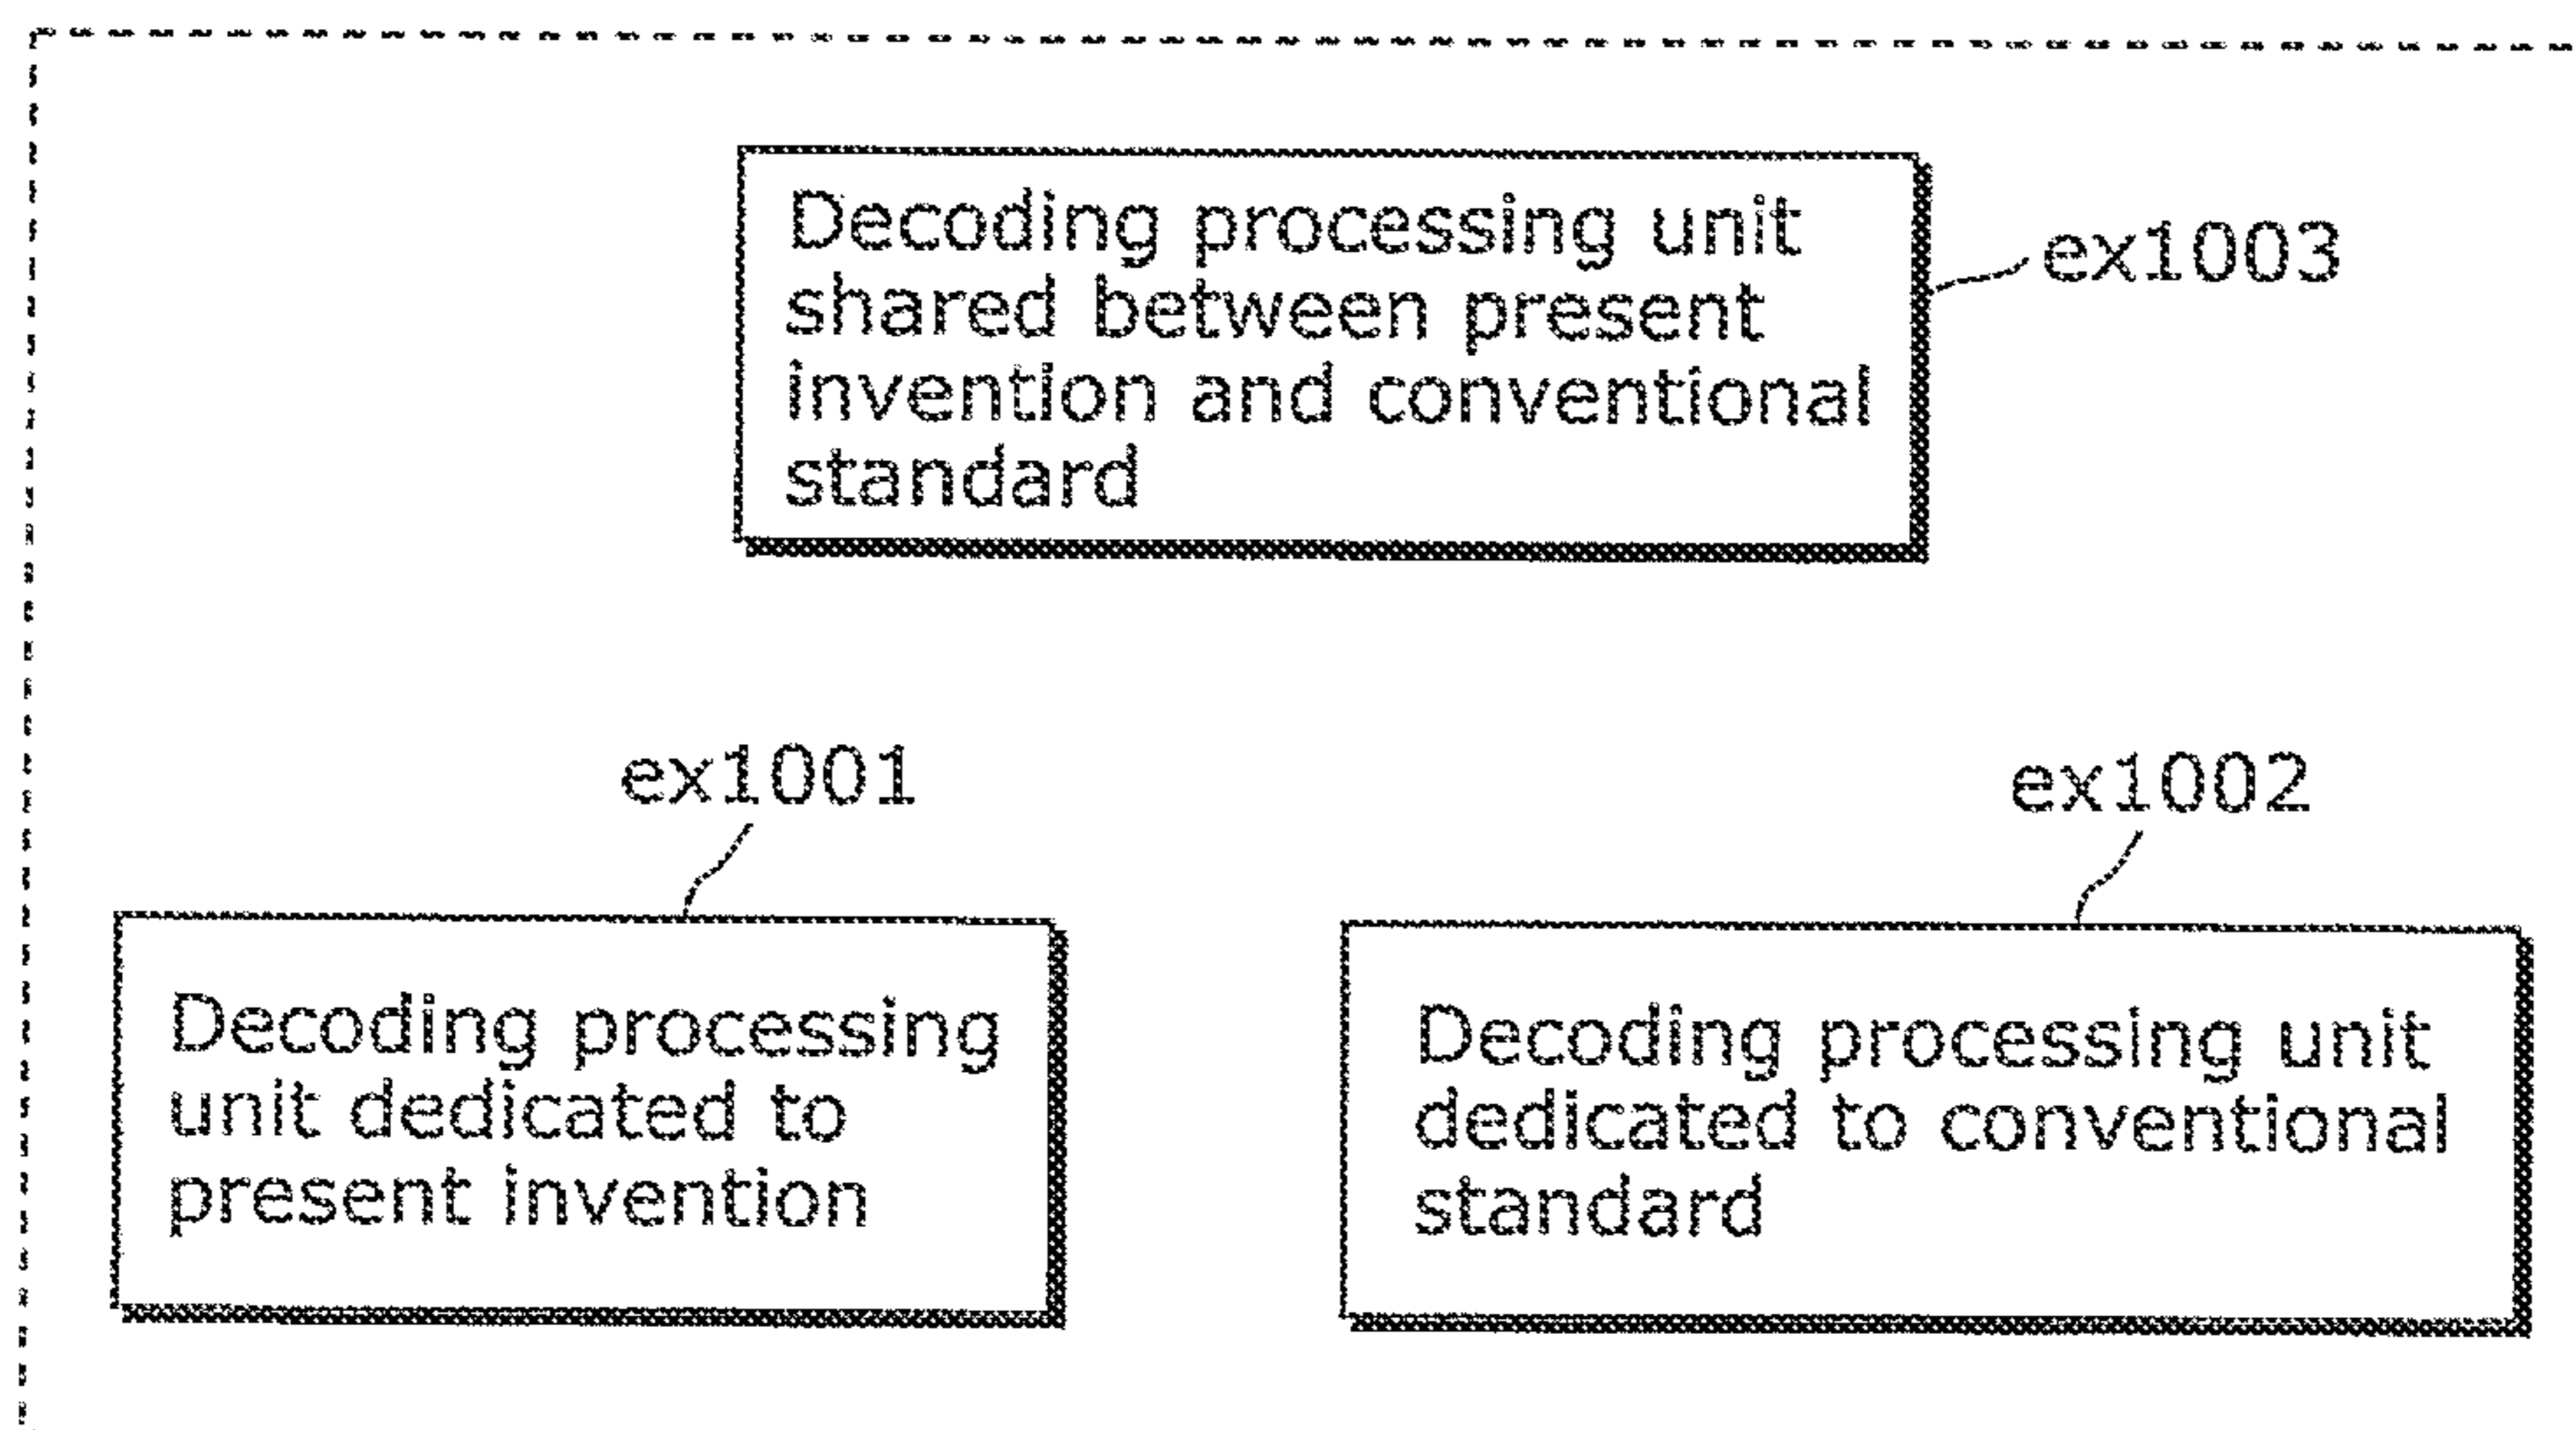 Decoding processing unit
shared between present
invention and conventional
standard
ex1003
ex1001
ex1002
Decoding processing
unit dedicated to
present invention
Decoding processing unit
dedicated to conventional
standard